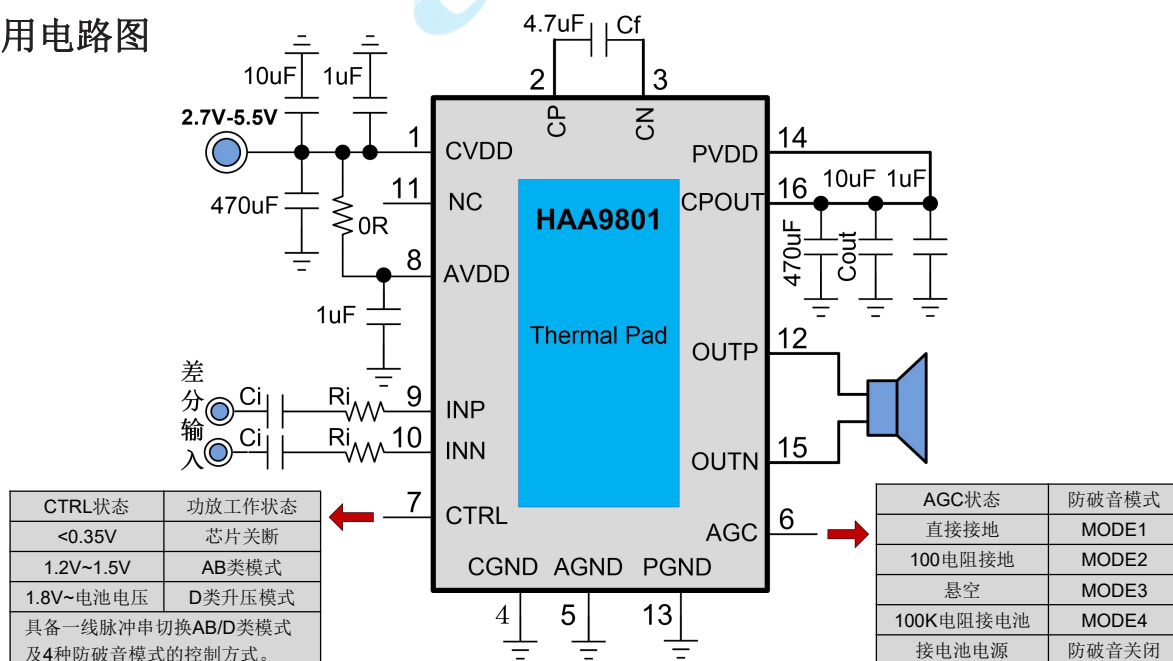 用电路图
4.7uF Cf
10uF 1uF
2 3
2.7V-5.5V
CP CN
1 CVDD
PVDD 14
11 NC
CPOUT 16
10uF 1uF
470uF
0R
HAA9801
470uF
Cout
8 AVDD
1uF
Thermal Pad
OUTP 12
差分输入
Ci Ri 9 INP
Ci Ri 10 INN
OUTN 15
7 CTRL
AGC 6
CGND AGND PGND
4 5 13
CTRL状态 功放工作状态
<0.35V 芯片关断
1.2V~1.5V AB类模式
1.8V~电池电压 D类升压模式
具备一线脉冲串切换AB/D类模式
及4种防破音模式的控制方式。
AGC状态 防破音模式
直接接地 MODE1
100电阻接地 MODE2
悬空 MODE3
100K电阻接电池 MODE4
接电池电源 防破音关闭